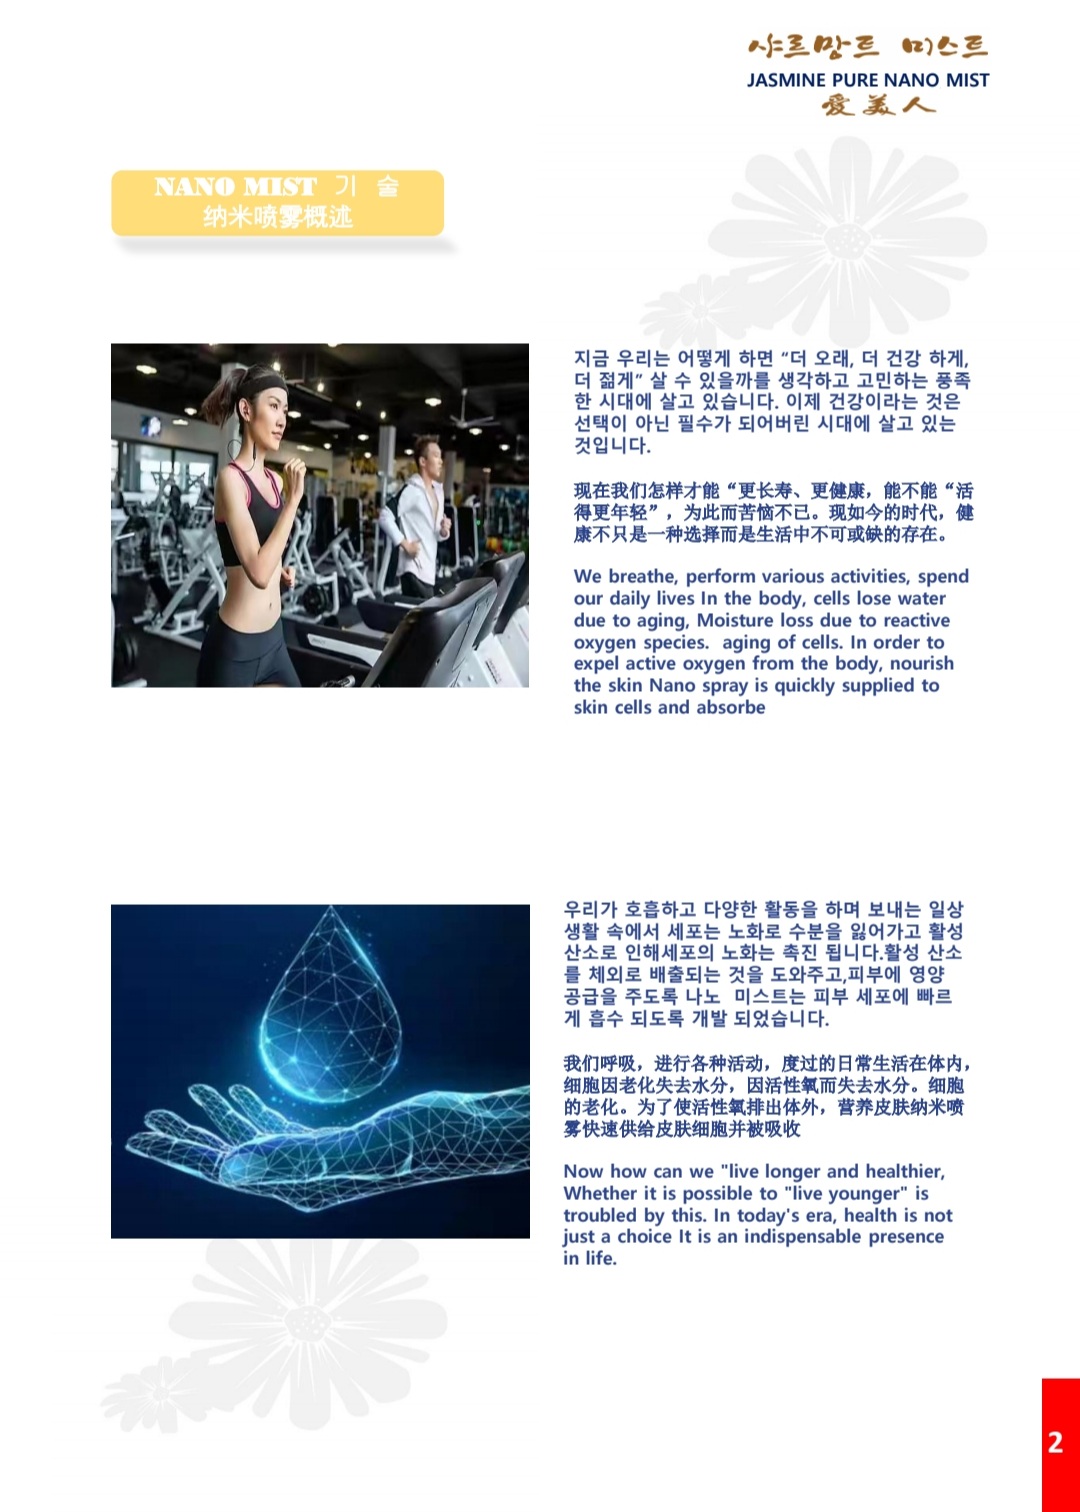 샤르망트 미스트
JASMINE PURE NANO MIST
愛美人
NANO MIST 기 술
纳米喷雾概述
지금 우리는 어떻게 하면 “더 오래, 더 건강 하게,
더 젊게” 살 수 있을까를 생각하고 고민하는 풍족
한 시대에 살고 있습니다. 이제 건강이라는 것은
선택이 아닌 필수가 되어버린 시대에 살고 있는
것입니다.
现在我们怎样才能“更长寿、更健康，能不能“活
得更年轻”，为此而苦恼不已。现如今的时代，健
康不只是一种选择而是生活中不可或缺的存在。
We breathe, perform various activities, spend
our daily lives In the body, cells lose water
due to aging, Moisture loss due to reactive
oxygen species.  aging of cells. In order to
expel active oxygen from the body, nourish
the skin Nano spray is quickly supplied to
skin cells and absorbe
우리가 호흡하고 다양한 활동을 하며 보내는 일상
생활 속에서 세포는 노화로 수분을 잃어가고 활성
산소로 인해세포의 노화는 촉진 됩니다.활성 산소
를 체외로 배출되는 것을 도와주고,피부에 영양
공급을 주도록 나노  미스트는 피부 세포에 빠르
게 흡수 되도록 개발 되었습니다.
我们呼吸，进行各种活动，度过的日常生活在体内，
细胞因老化失去水分，因活性氧而失去水分。细胞
的老化。为了使活性氧排出体外，营养皮肤纳米喷
雾快速供给皮肤细胞并被吸收
Now how can we "live longer and healthier,
Whether it is possible to "live younger" is
troubled by this. In today's era, health is not
just a choice It is an indispensable presence
in life.
2